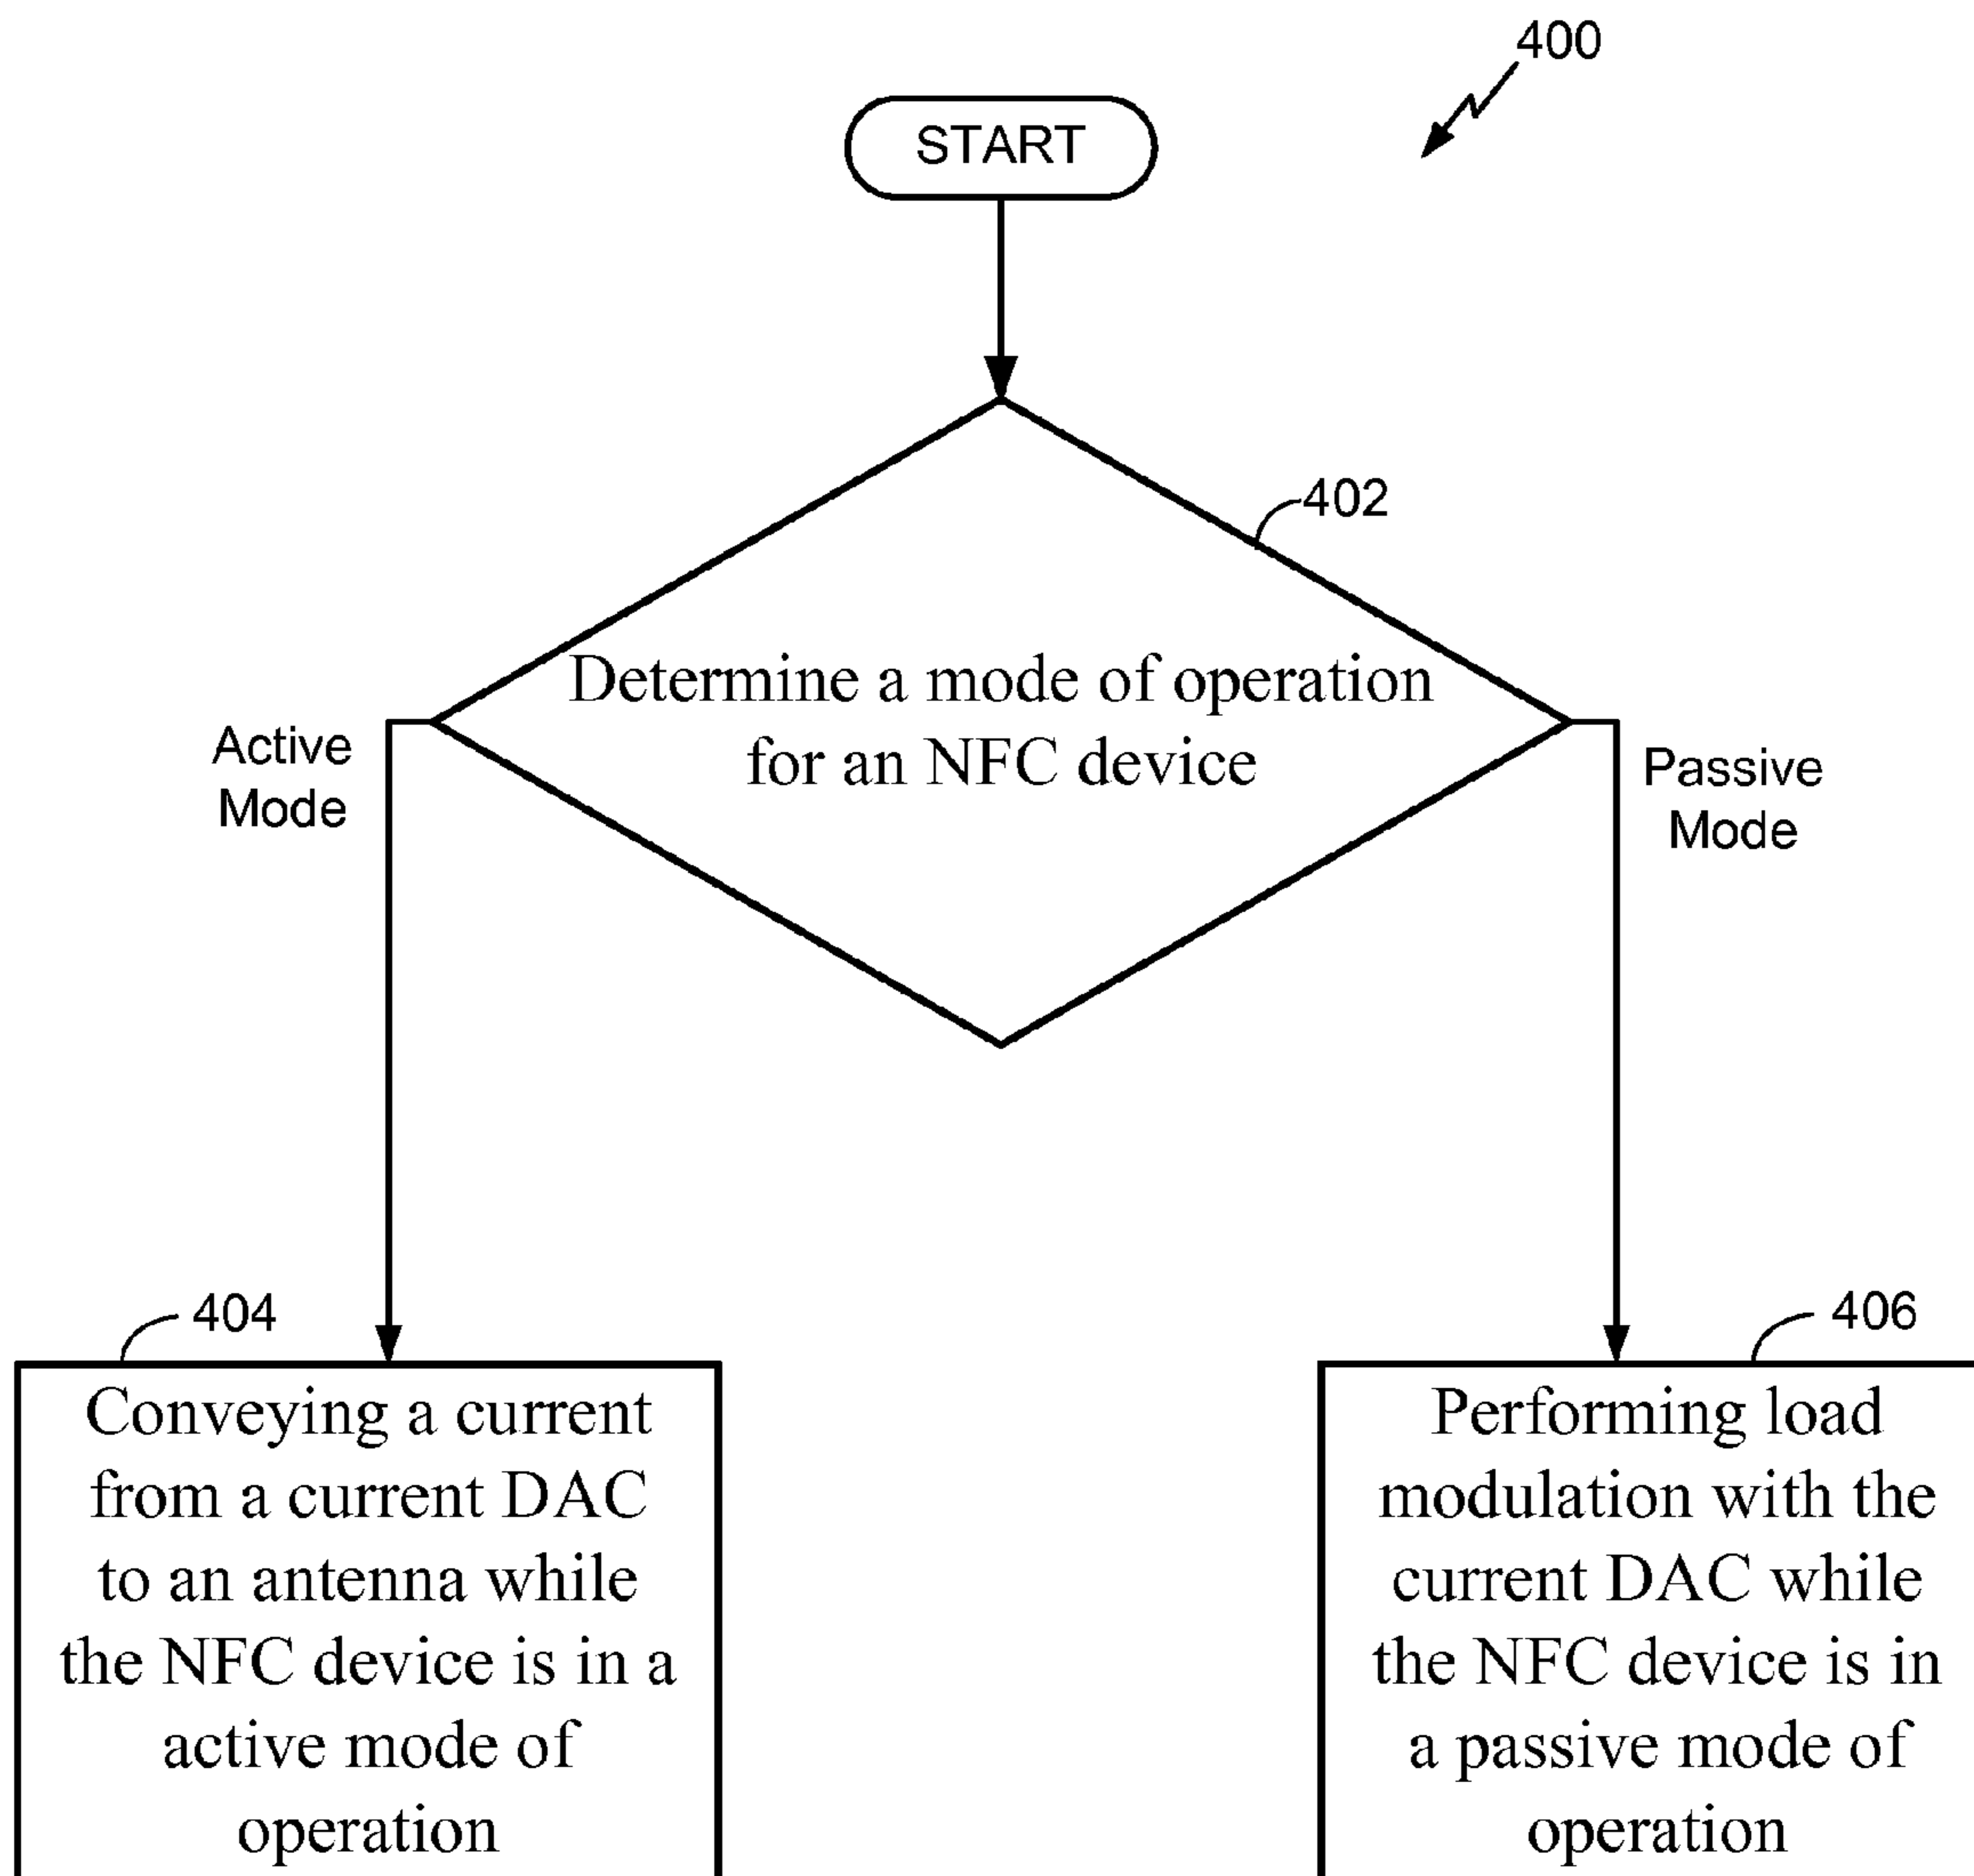 400
START
402
Determine a mode of operation
for an NFC device
Active
Mode
Passive
Mode
404
Conveying a current
from a current DAC
to an antenna while
the NFC device is in a
active mode of
operation
406
Performing load
modulation with the
current DAC while
the NFC device is in
a passive mode of
operation